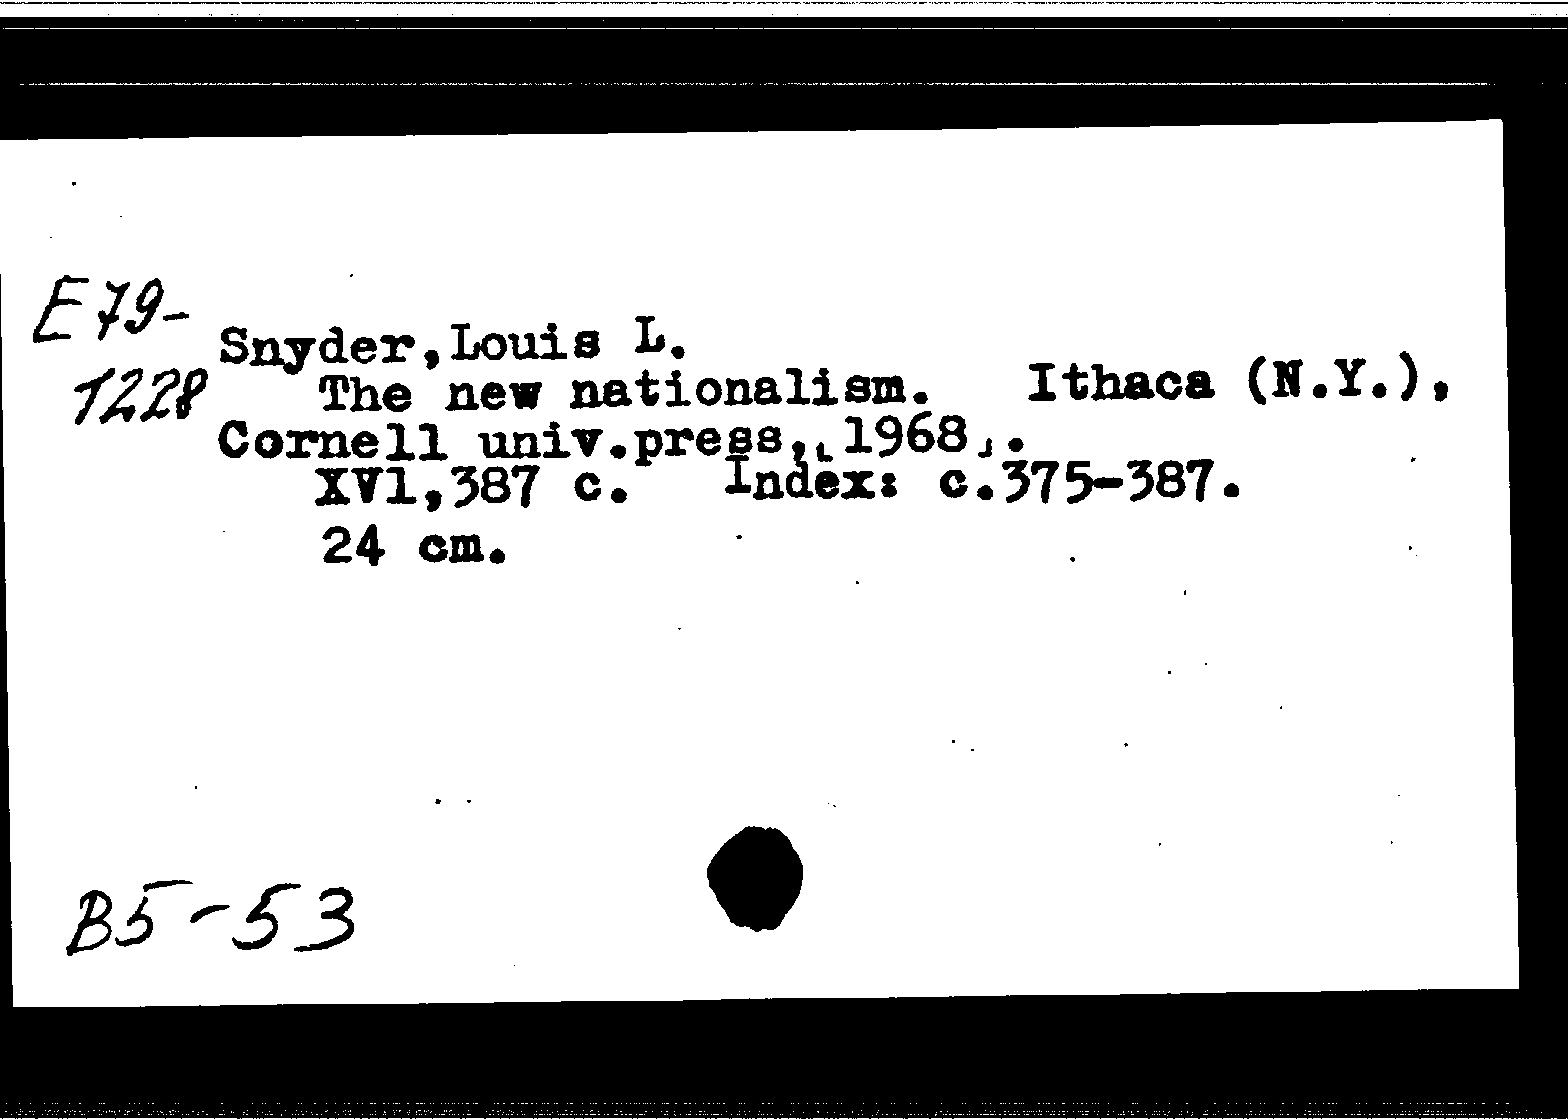 E79-
1228
Snyder,Louis L.
The new nationalism. Ithaca (N.Y.),
Cornell univ.press,[1968].
XVl,387 c. Index: c.375-387.
24 cm.
B5-53